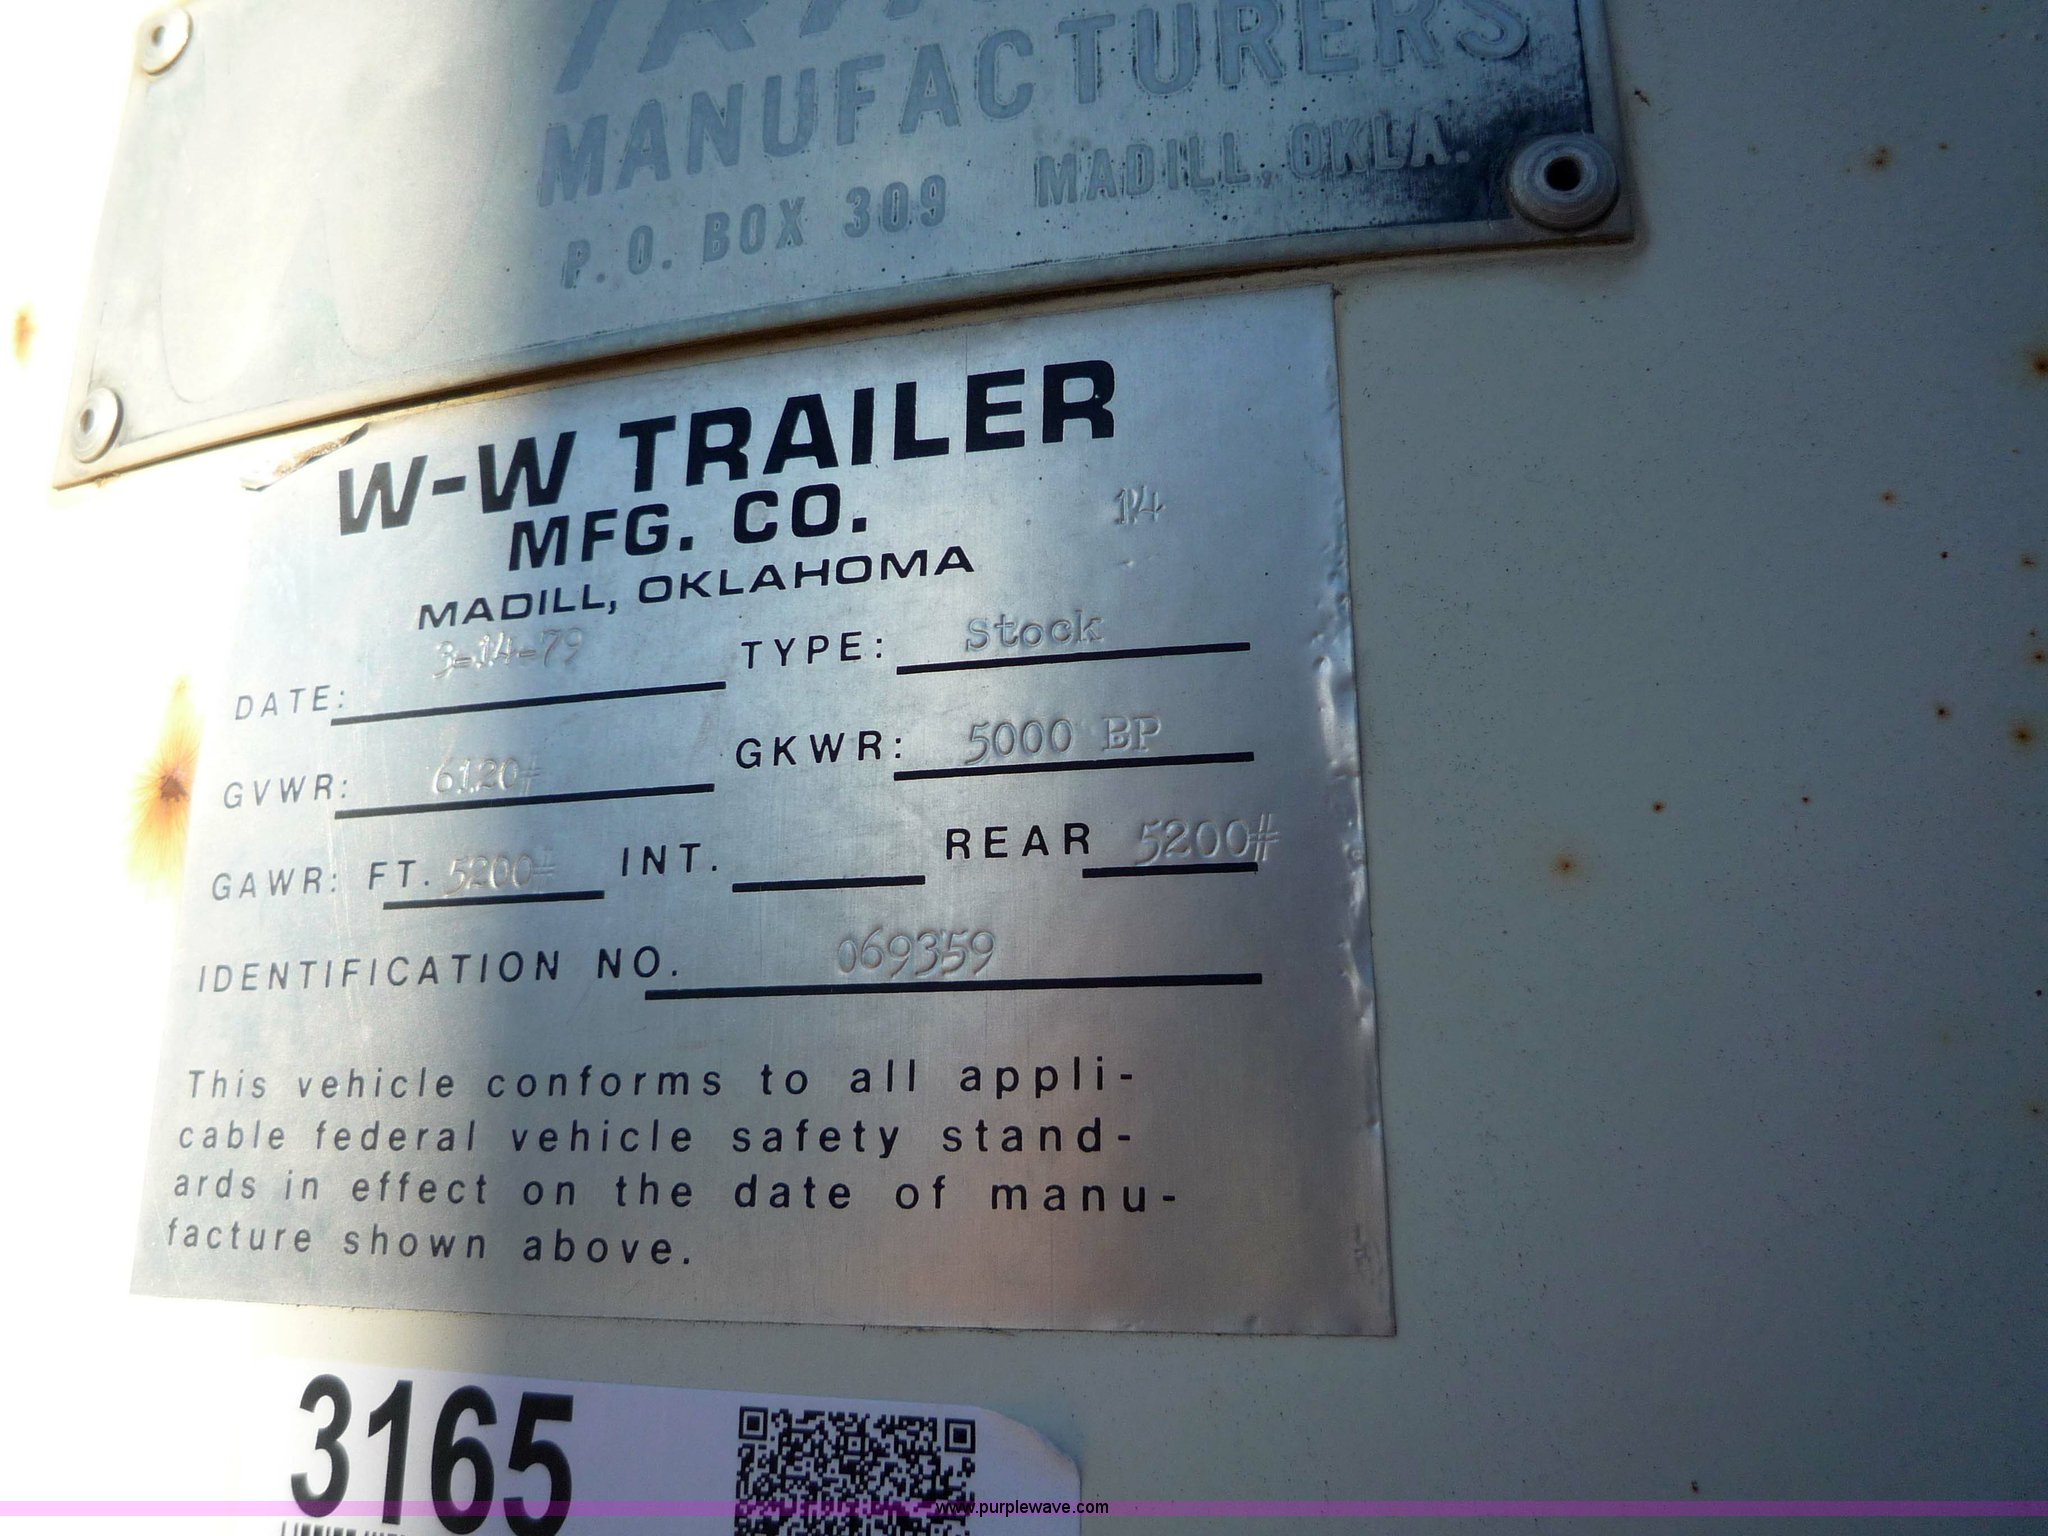 MANUFACTURERS
P. O. BOX 309 MADILL, OKLA.
W-W TRAILER
MFG. CO. 14
MADILL, OKLAHOMA
DATE: 3-14-79 TYPE: Stock
GVWR: 6120# GKWR: 5000 BP
GAWR: FT. 5200# INT. REAR 5200#
IDENTIFICATION NO. 069359
This vehicle conforms to all appli-
cable federal vehicle safety stand-
ards in effect on the date of manu-
facture shown above.
3165
www.purplewave.com